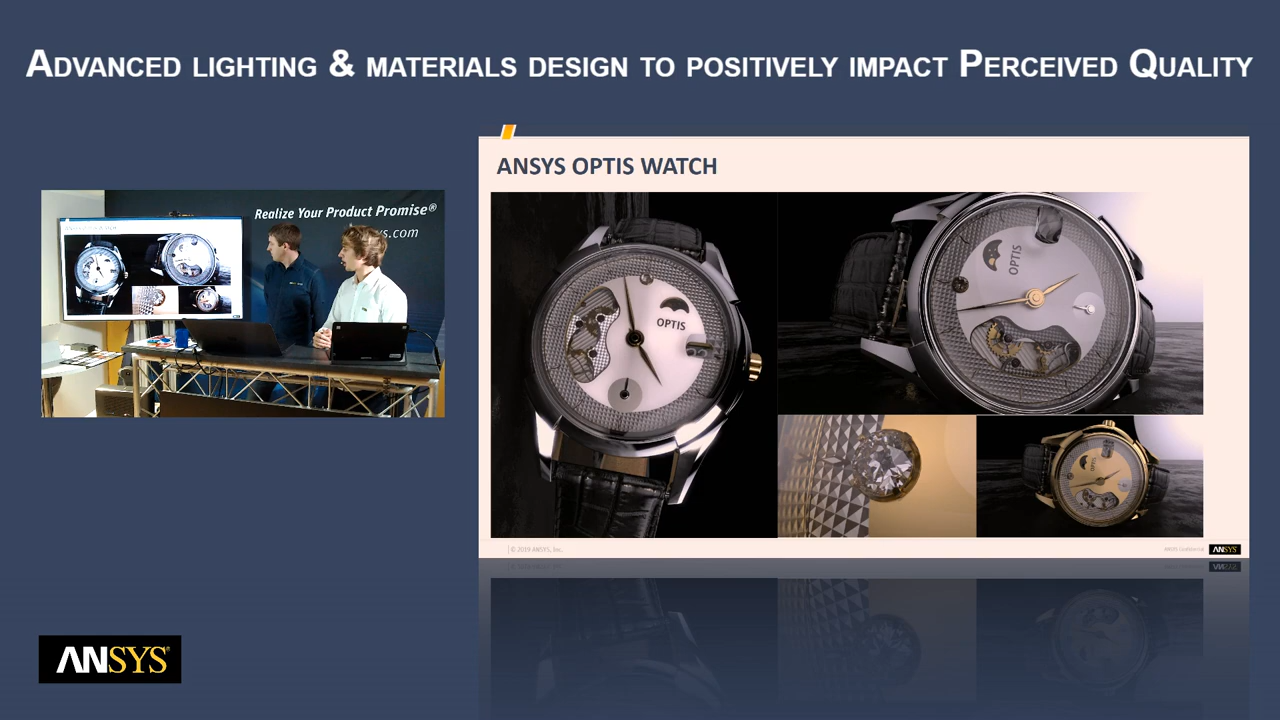 Advanced lighting & materials design to positively impact Perceived Quality
ANSYS OPTIS WATCH
Realize Your Product Promise®
ys.com
OPTIS
OPTIS
OPTIS
© 2019 ANSYS, Inc.
ANSYS Confidential
ANSYS
ANSYS®